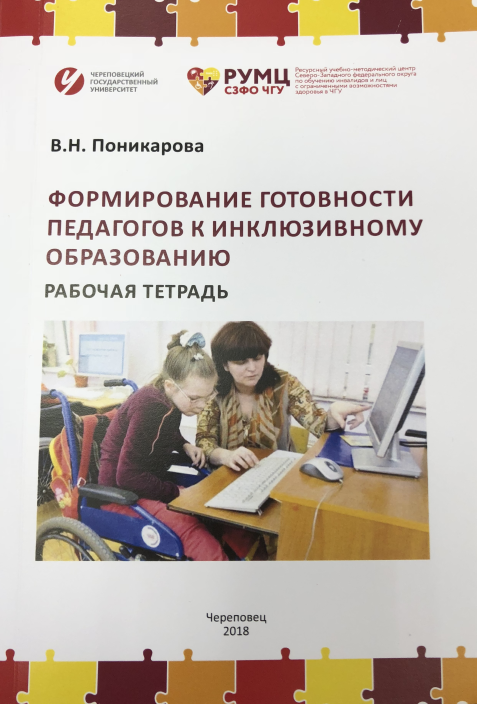 ЧЕРЕПОВЕЦКИЙ
ГОСУДАРСТВЕННЫЙ
УНИВЕРСИТЕТ
РУМЦ
СЗФО ЧГУ
Ресурсный учебно-методический центр
Северо-Западного федерального округа
по обучению инвалидов и лиц
с ограниченными возможностями
здоровья в ЧГУ
В.Н. Поникарова
ФОРМИРОВАНИЕ ГОТОВНОСТИ
ПЕДАГОГОВ К ИНКЛЮЗИВНОМУ
ОБРАЗОВАНИЮ
РАБОЧАЯ ТЕТРАДЬ
Череповец
2018